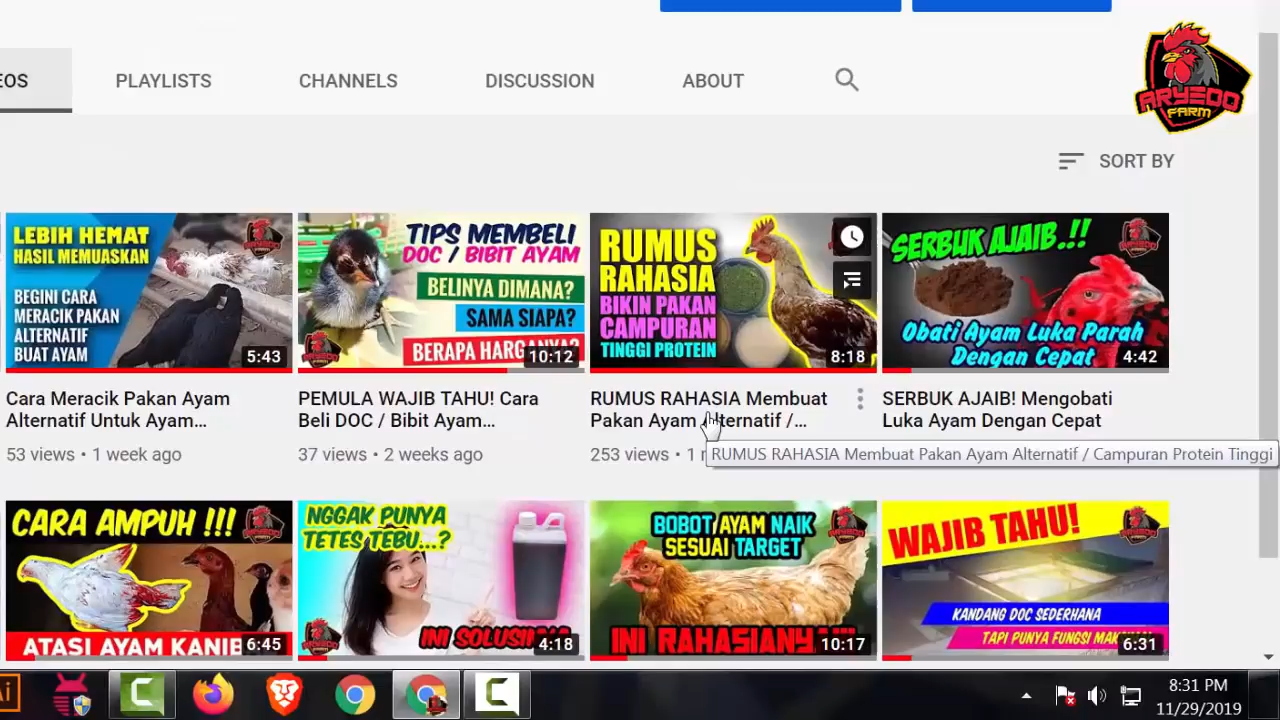 EOS
PLAYLISTS
CHANNELS
DISCUSSION
ABOUT
ARYEDO
FARM
SORT BY
LEBIH HEMAT
HASIL MEMUASKAN
BEGINI CARA
MERACIK PAKAN
ALTERNATIF
BUAT AYAM
5:43
TIPS MEMBELI
DOC / BIBIT AYAM
BELINYA DIMANA?
SAMA SIAPA?
BERAPA HARGANYA?
10:12
RUMUS
RAHASIA
BIKIN PAKAN
CAMPURAN
TINGGI PROTEIN
8:18
SERBUK AJAIB.!!
Obati Ayam Luka Parah
Dengan Cepat
4:42
Cara Meracik Pakan Ayam
Alternatif Untuk Ayam...
53 views • 1 week ago
PEMULA WAJIB TAHU! Cara
Beli DOC / Bibit Ayam...
37 views • 2 weeks ago
RUMUS RAHASIA Membuat
Pakan Ayam Alternatif /...
253 views • 1
RUMUS RAHASIA Membuat Pakan Ayam Alternatif / Campuran Protein Tinggi
SERBUK AJAIB! Mengobati
Luka Ayam Dengan Cepat
CARA AMPUH !!!
ATASI AYAM KANIB
6:45
NGGAK PUNYA
TETES TEBU...?
INI SOLUSIN
4:18
BOBOT AYAM NAIK
SESUAI TARGET
INI RAHASIANY
10:17
WAJIB TAHU!
KANDANG DOC SEDERHANA
TAPI PUNYA FUNGSI
6:31
Ai
8:31 PM
11/29/2019